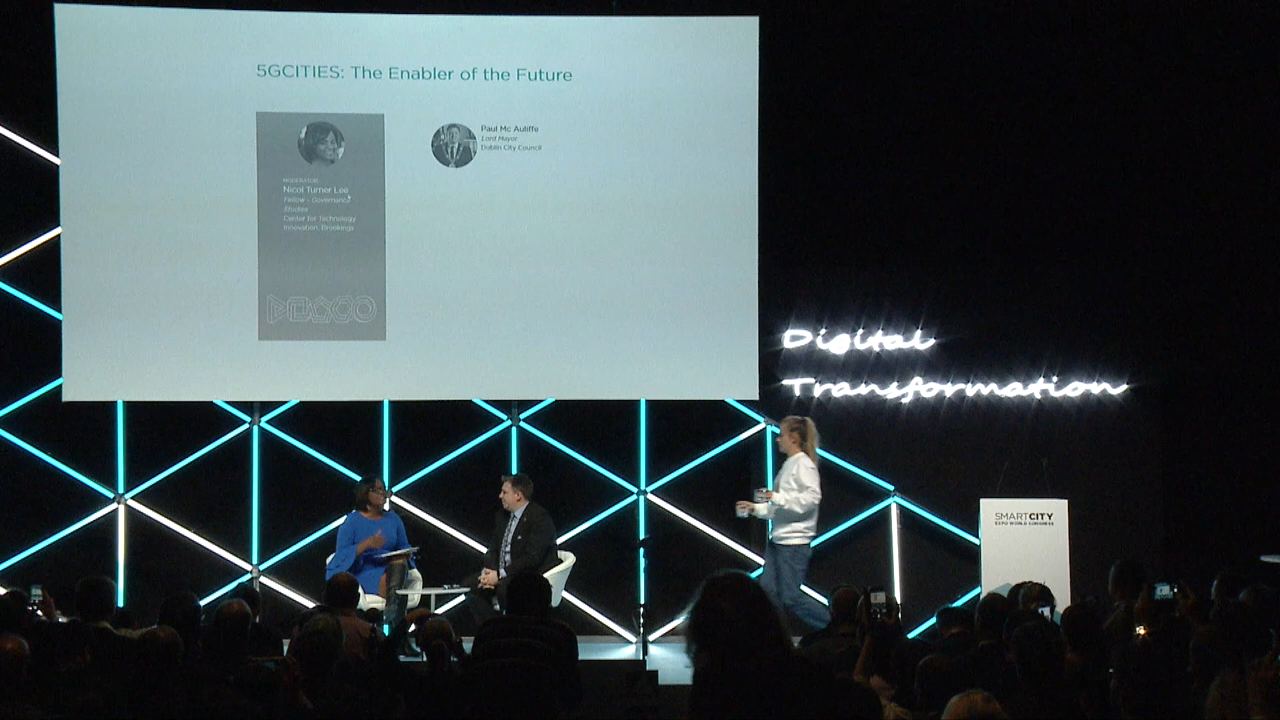 5GCITIES: The Enabler of the Future
MODERATOR:
Nicol Turner Lee
Fellow - Governance
Studies
Center for Technology
Innovation, Brookings
Paul Mc Auliffe
Lord Mayor
Dublin City Council
Digital
Transformation
SMARTCITY
EXPO WORLD CONGRESS